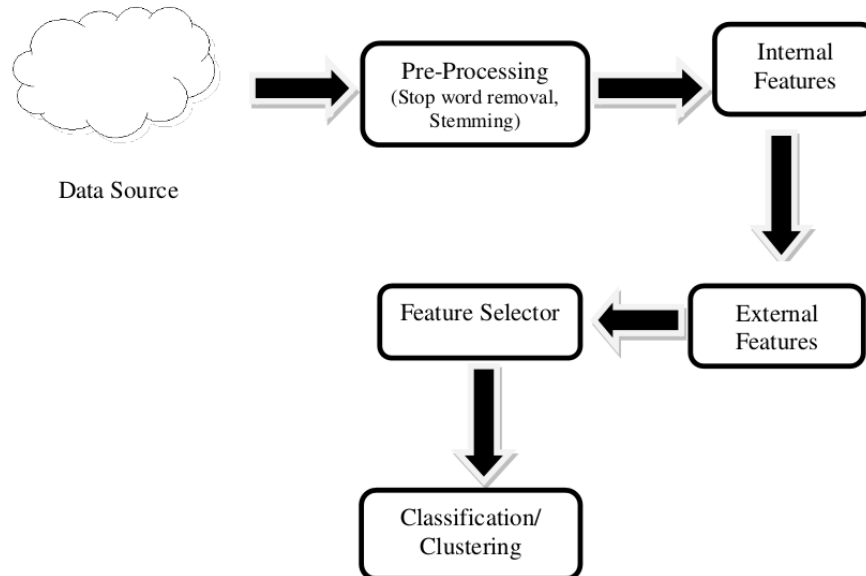 Data Source
Pre-Processing
(Stop word removal,
Stemming)
Internal
Features
External
Features
Feature Selector
Classification/
Clustering